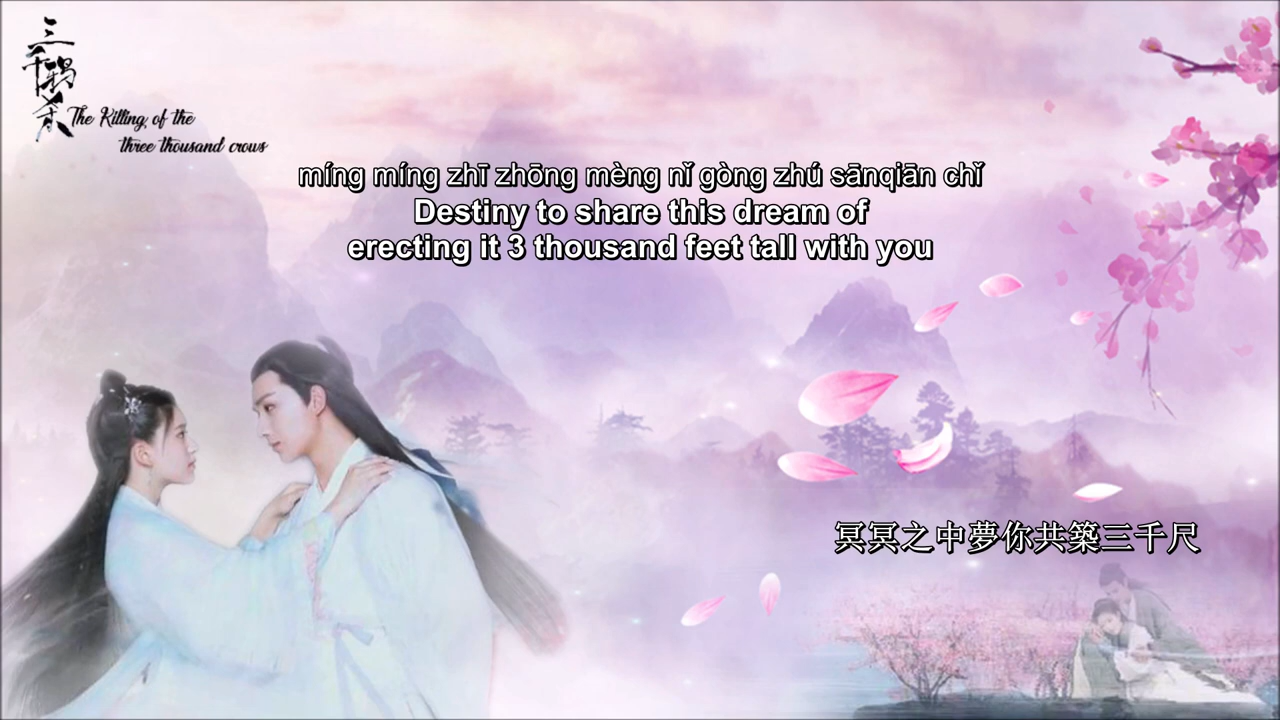 三千鸦杀
The Killing of the
three thousand crows
míng míng zhī zhōng mèng nǐ gòng zhú sānqiān chǐ
Destiny to share this dream of
erecting it 3 thousand feet tall with you
冥冥之中夢你共築三千尺